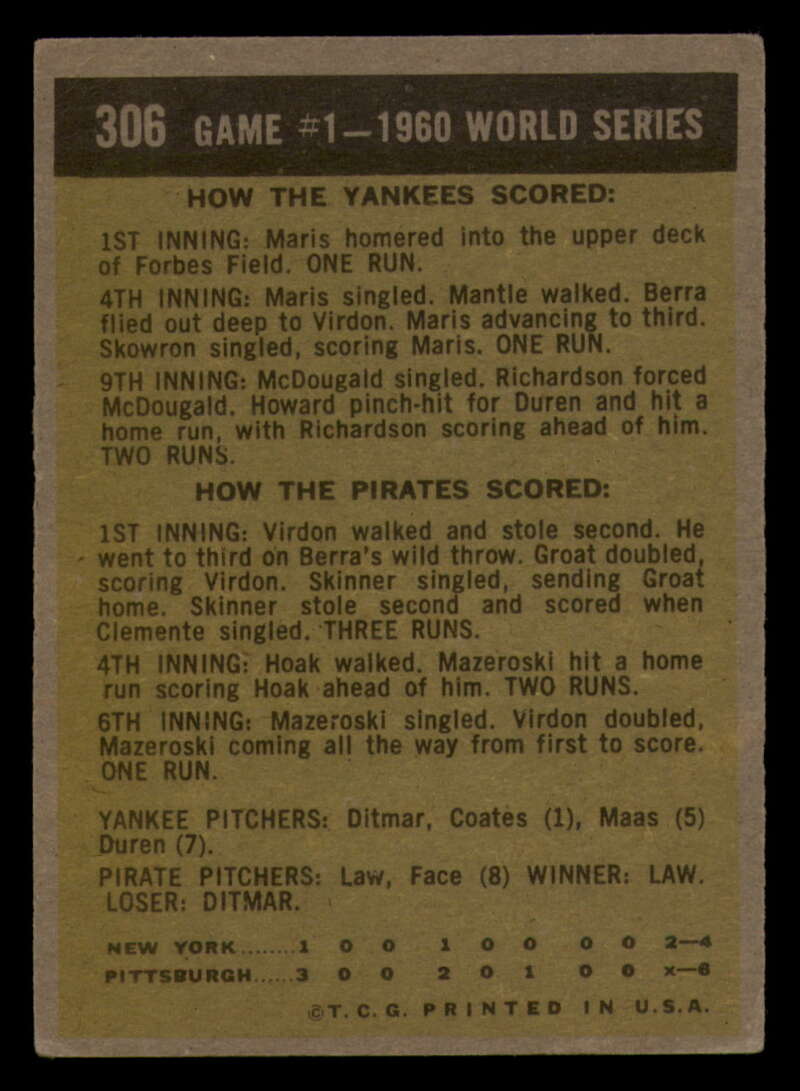 306 GAME #1—1960 WORLD SERIES
HOW THE YANKEES SCORED:
1ST INNING: Maris homered into the upper deck
of Forbes Field. ONE RUN.
4TH INNING: Maris singled. Mantle walked. Berra
flied out deep to Virdon. Maris advancing to third.
Skowron singled, scoring Maris. ONE RUN.
9TH INNING: McDougald singled. Richardson forced
McDougald. Howard pinch-hit for Duren and hit a
home run, with Richardson scoring ahead of him.
TWO RUNS.
HOW THE PIRATES SCORED:
1ST INNING: Virdon walked and stole second. He
went to third on Berra's wild throw. Groat doubled,
scoring Virdon. Skinner singled, sending Groat
home. Skinner stole second and scored when
Clemente singled. THREE RUNS.
4TH INNING: Hoak walked. Mazeroski hit a home
run scoring Hoak ahead of him. TWO RUNS.
6TH INNING: Mazeroski singled. Virdon doubled,
Mazeroski coming all the way from first to score.
ONE RUN.
YANKEE PITCHERS: Ditmar, Coates (1), Maas (5)
Duren (7).
PIRATE PITCHERS: Law, Face (8) WINNER: LAW.
LOSER: DITMAR.
NEW YORK........1 0 0 1 0 0 0 0 2—4
PITTSBURGH......3 0 0 2 0 1 0 0 x—6
©T.C.G. PRINTED IN U.S.A.